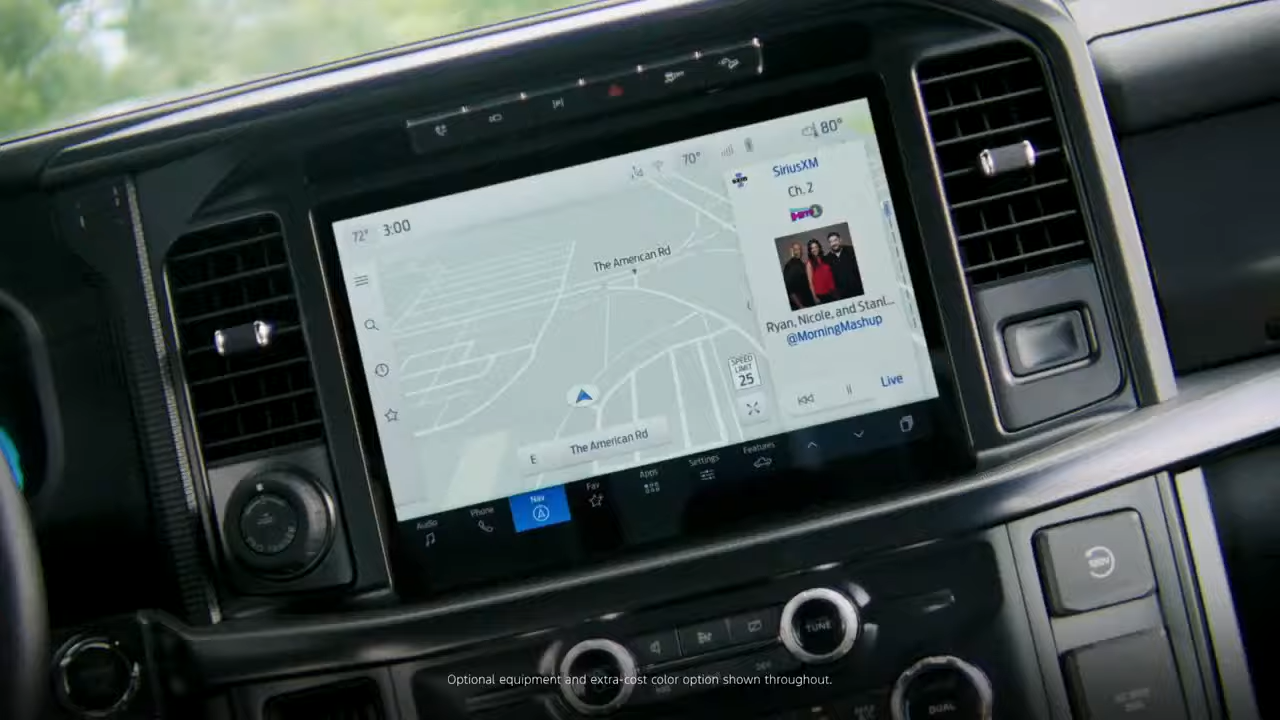 80°
70°
72° 3:00
SiriusXM
Ch. 2
The American Rd
Ryan, Nicole, and Stanl...
@MorningMashup
SPEED
LIMIT
25
Live
E The American Rd
Audio
Phone
Nav
Fav
Apps
Settings
Features
TUNE
DUAL
Optional equipment and extra-cost color option shown throughout.